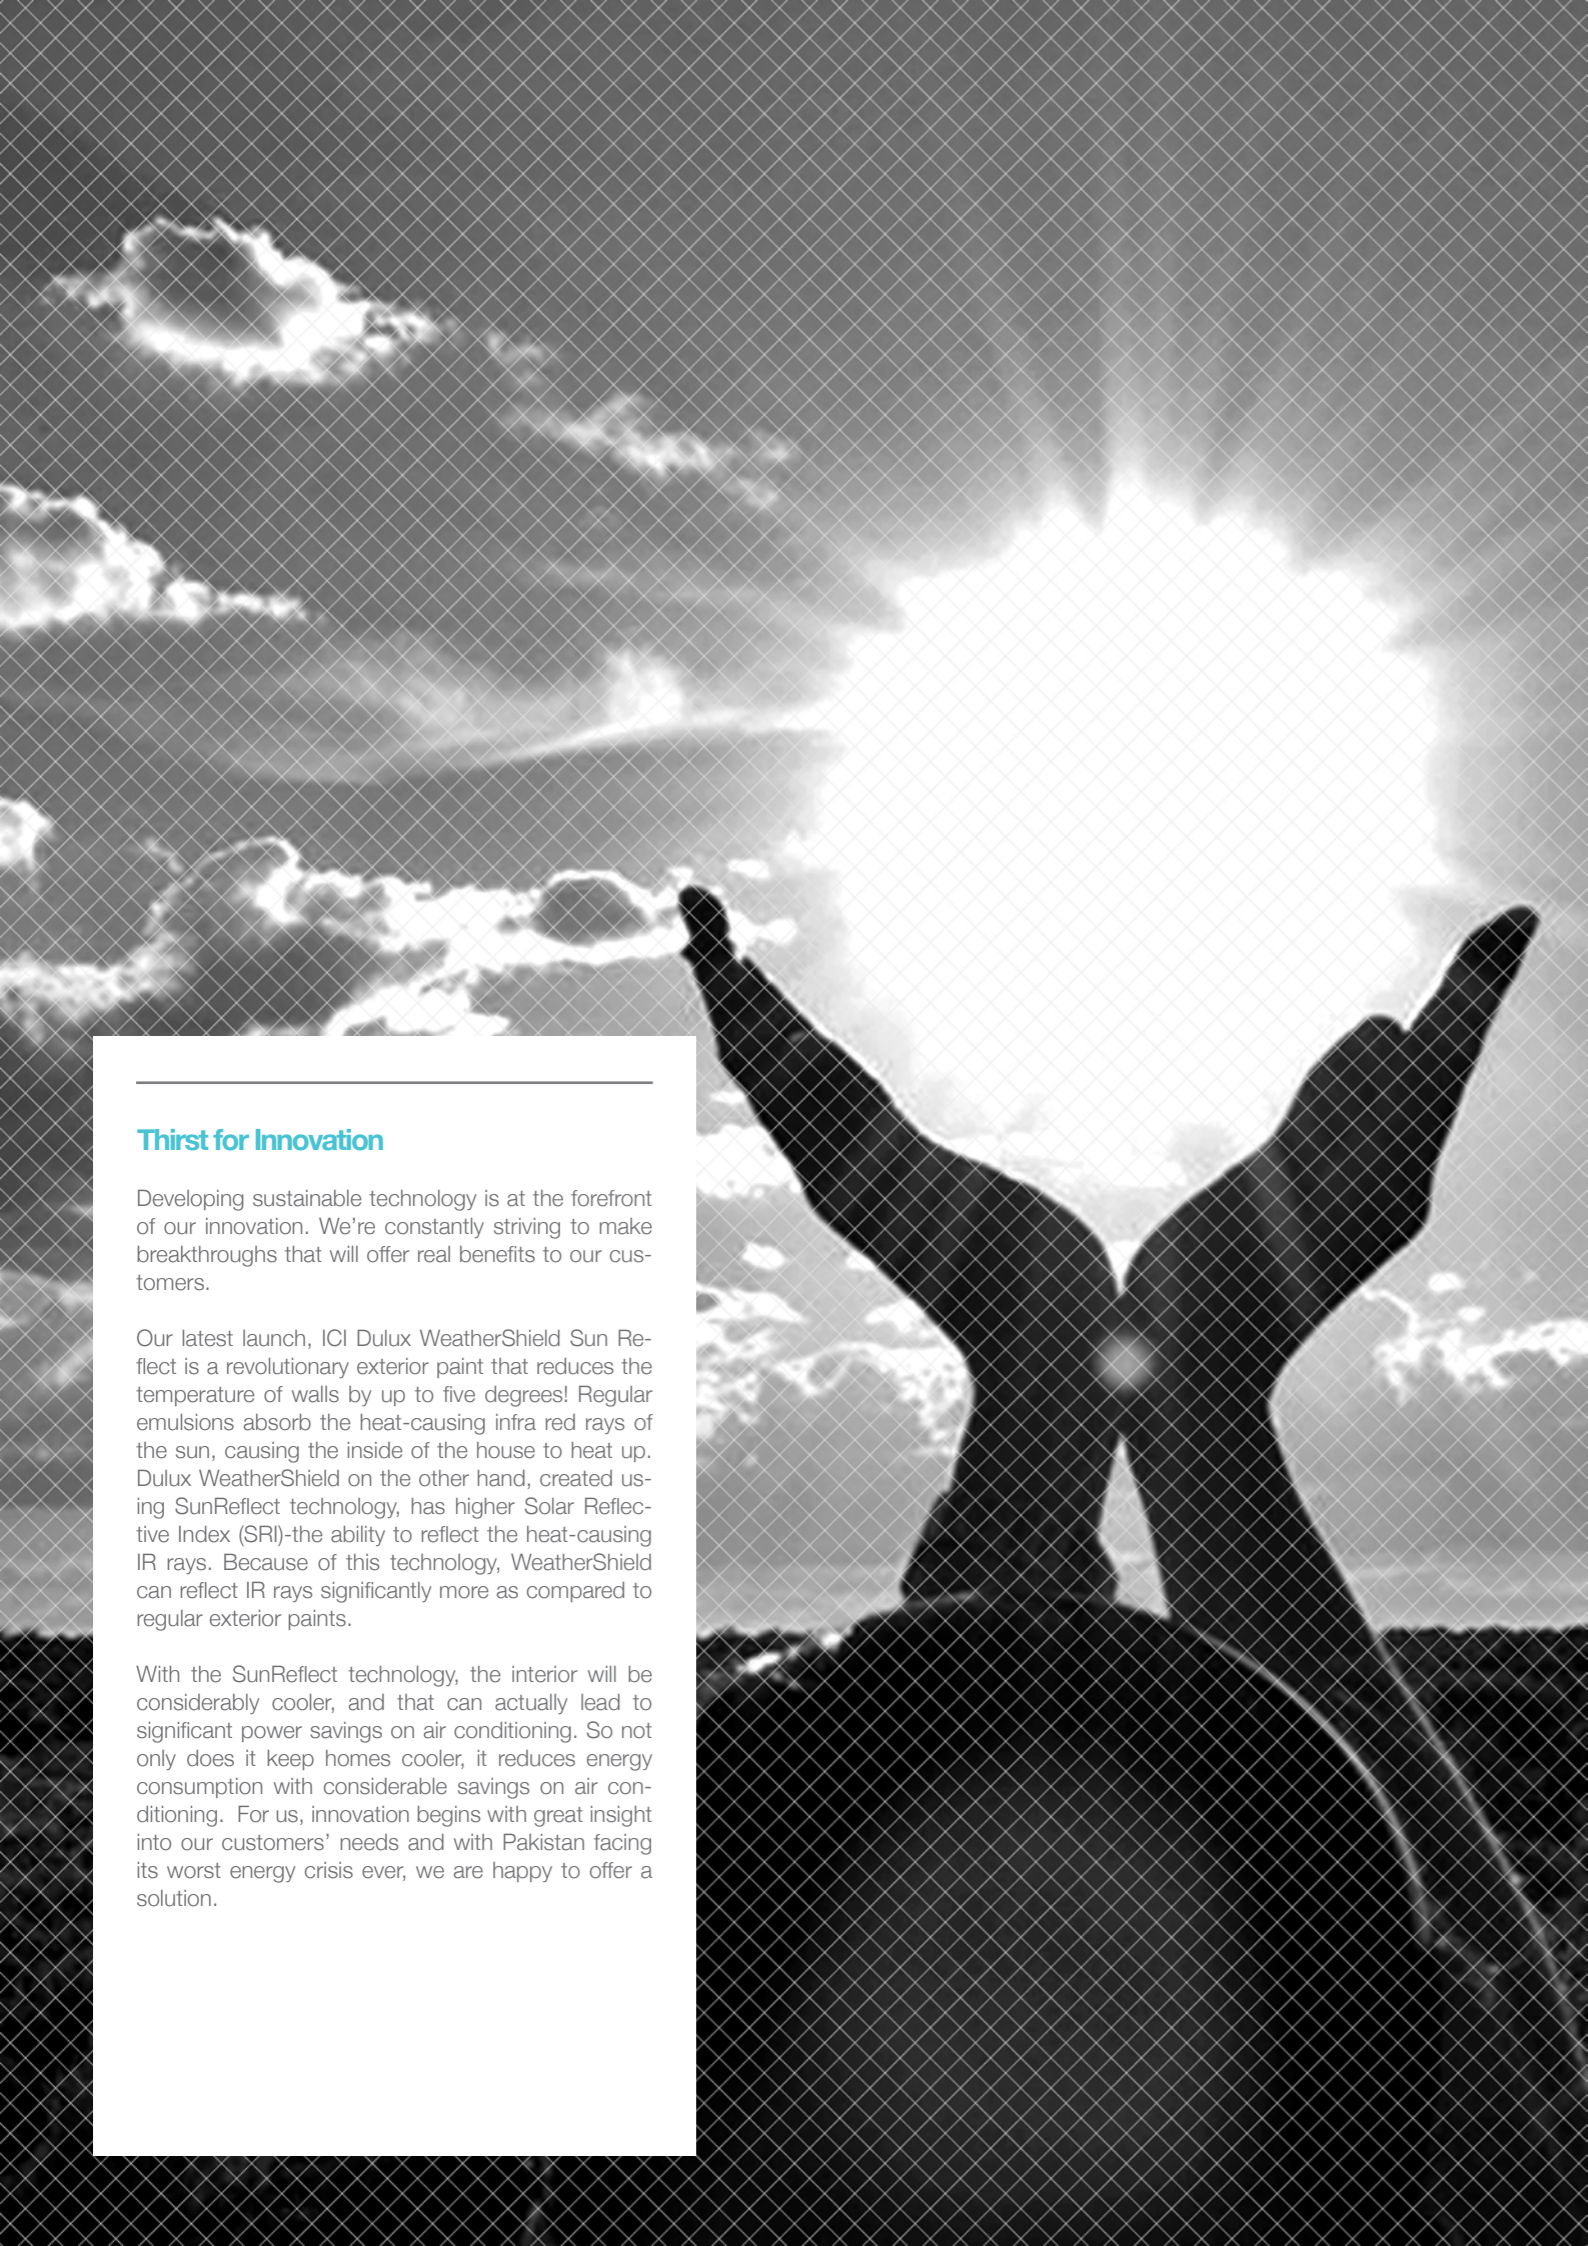 Thirst for Innovation
Developing sustainable technology is at the forefront
of our innovation. We're constantly striving to make
breakthroughs that will offer real benefits to our cus-
tomers.
Our latest launch, ICI Dulux WeatherShield Sun Re-
flect is a revolutionary exterior paint that reduces the
temperature of walls by up to five degrees! Regular
emulsions absorb the heat-causing infra red rays of
the sun, causing the inside of the house to heat up.
Dulux WeatherShield on the other hand, created us-
ing SunReflect technology, has higher Solar Reflec-
tive Index (SRI)-the ability to reflect the heat-causing
IR rays. Because of this technology, WeatherShield
can reflect IR rays significantly more as compared to
regular exterior paints.
With the SunReflect technology, the interior will be
considerably cooler, and that can actually lead to
significant power savings on air conditioning. So not
only does it keep homes cooler, it reduces energy
consumption with considerable savings on air con-
ditioning. For us, innovation begins with great insight
into our customers' needs and with Pakistan facing
its worst energy crisis ever, we are happy to offer a
solution.